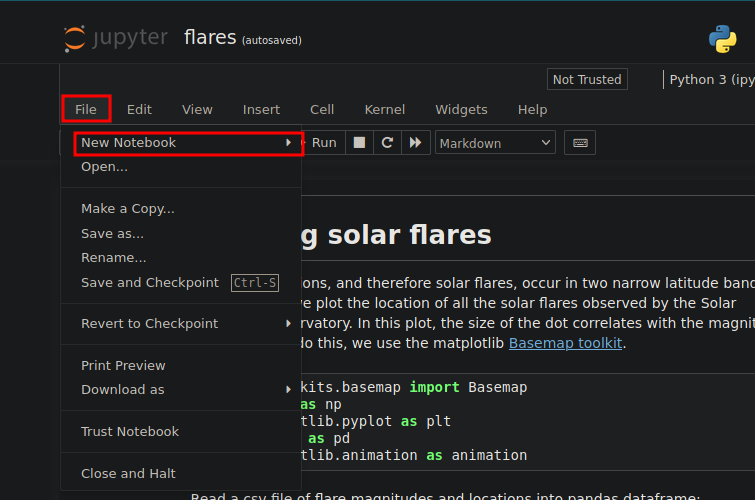 jupyter flares (autosaved)
Not Trusted Python 3 (ipy
File Edit View Insert Cell Kernel Widgets Help
New Notebook
Run
Markdown
Open...
Make a Copy...
Save as...
Rename...
Save and Checkpoint Ctrl-S
Revert to Checkpoint
Print Preview
Download as
Trust Notebook
Close and Halt
g solar flares
ons, and therefore solar flares, occur in two narrow latitude band
ve plot the location of all the solar flares observed by the Solar
rvatory. In this plot, the size of the dot correlates with the magnit
do this, we use the matplotlib Basemap toolkit.
kits.basemap import Basemap
as np
tlib.pyplot as plt
as pd
tlib.animation as animation
Read a csv file of flare magnitudes and locations into pandas dataframe: